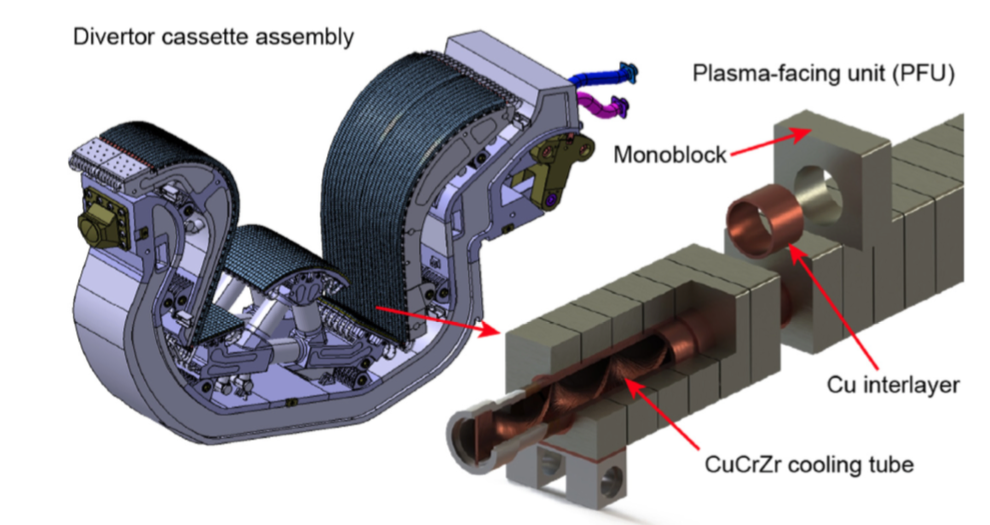 Divertor cassette assembly
Plasma-facing unit (PFU)
Monoblock
Cu interlayer
CuCrZr cooling tube